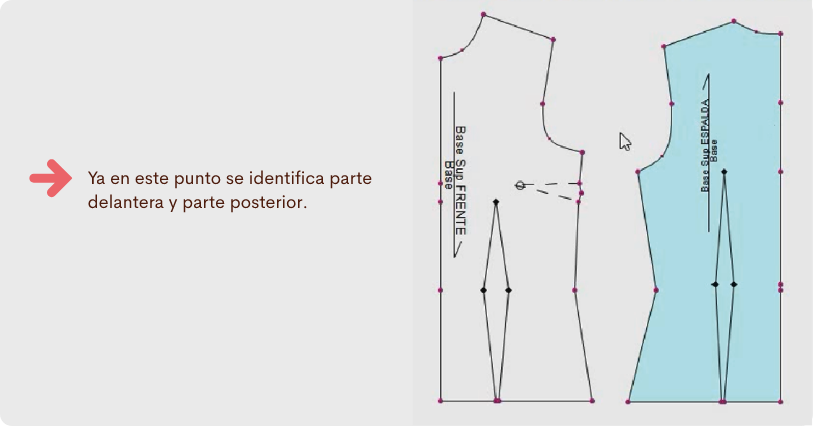 Ya en este punto se identifica parte
delantera y parte posterior.
Base Sup FRENTE
Base
Base Sup ESPALDA
Base